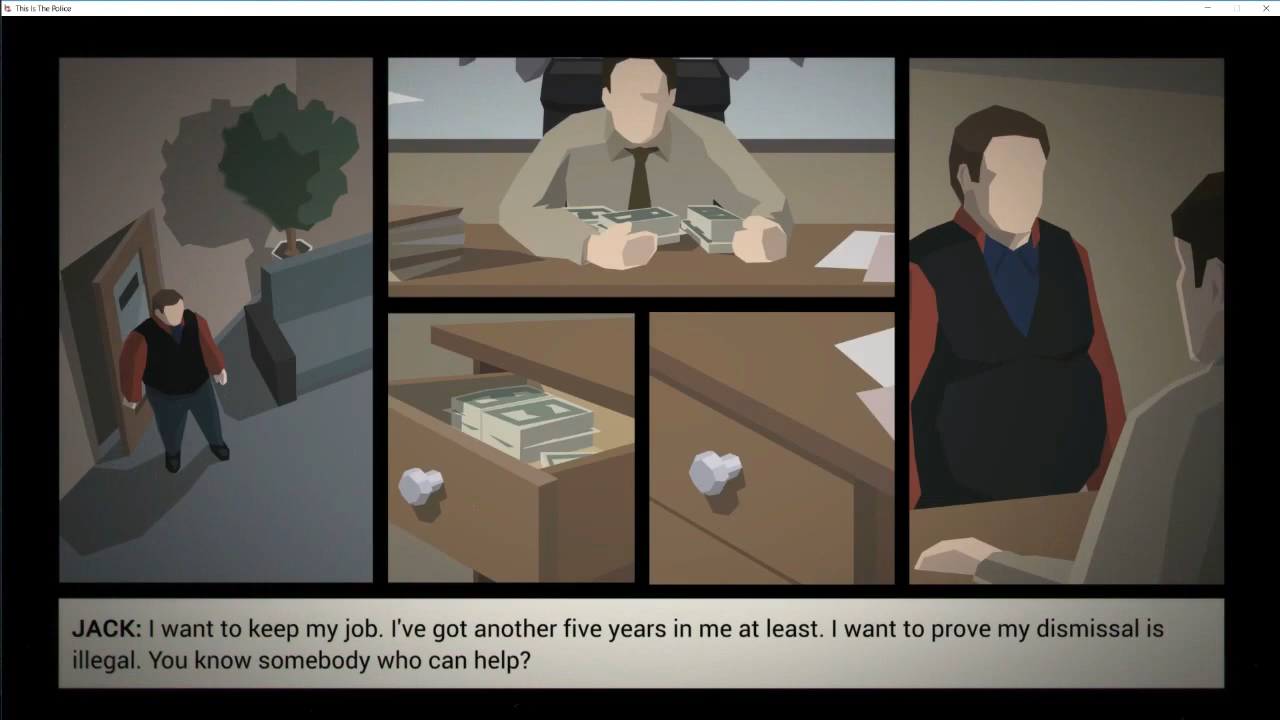 This Is The Police
JACK: I want to keep my job. I've got another five years in me at least. I want to prove my dismissal is
illegal. You know somebody who can help?